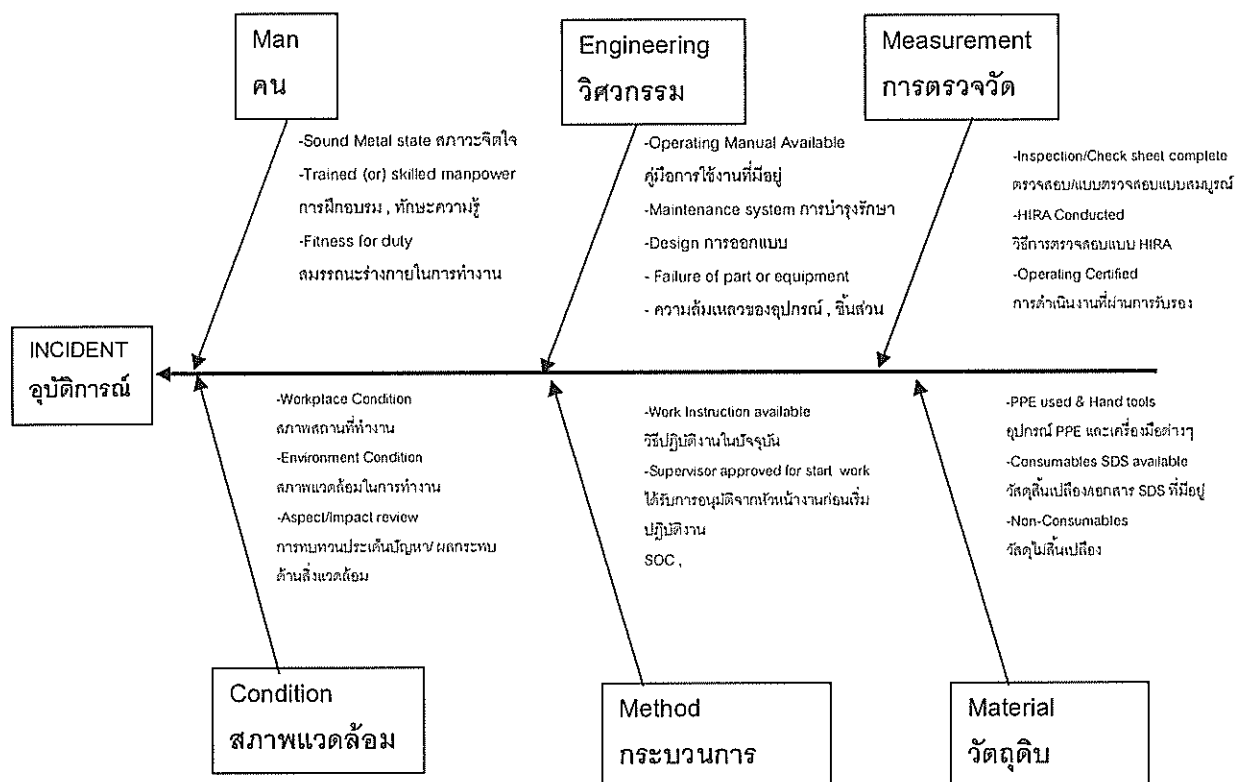 Man
คน
Engineering
วิศวกรรม
Measurement
การตรวจวัด
-Sound Metal state สภาวะจิตใจ
-Trained (or) skilled manpower
การฝึกอบรม , ทักษะความรู้
-Fitness for duty
สมรรถนะร่างกายในการทำงาน
-Operating Manual Available
คู่มือการใช้งานที่มีอยู่
-Maintenance system การบำรุงรักษา
-Design การออกแบบ
- Failure of part or equipment
- ความล้มเหลวของอุปกรณ์ , ชิ้นส่วน
-Inspection/Check sheet complete
ตรวจสอบ/แบบตรวจสอบแบบสมบูรณ์
-HIRA Conducted
วิธีการตรวจสอบแบบ HIRA
-Operating Certified
การดำเนินงานที่ผ่านการรับรอง
INCIDENT
อุบัติการณ์
-Workplace Condition
สภาพสถานที่ทำงาน
-Environment Condition
สภาพแวดล้อมในการทำงาน
-Aspect/Impact review
การทบทวนประเด็นปัญหา/ ผลกระทบ
ด้านสิ่งแวดล้อม
-Work Instruction available
วิธีปฏิบัติงานในปัจจุบัน
-Supervisor approved for start work
ได้รับการอนุมัติจากหัวหน้างานก่อนเริ่ม
ปฏิบัติงาน
SOC ,
-PPE used & Hand tools
อุปกรณ์ PPE และเครื่องมือต่างๆ
-Consumables SDS available
วัสดุสิ้นเปลือง/เอกสาร SDS ที่มีอยู่
-Non-Consumables
วัสดุไม่สิ้นเปลือง
Condition
สภาพแวดล้อม
Method
กระบวนการ
Material
วัตถุดิบ